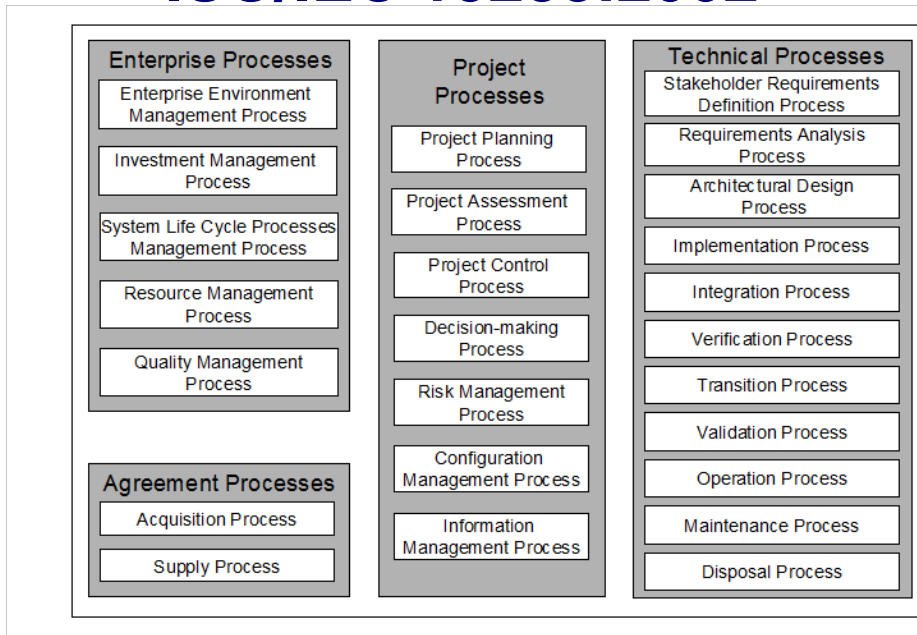 Enterprise Processes
Enterprise Environment
Management Process
Investment Management
Process
System Life Cycle Processes
Management Process
Resource Management
Process
Quality Management
Process
Agreement Processes
Acquisition Process
Supply Process
Project
Processes
Project Planning
Process
Project Assessment
Process
Project Control
Process
Decision-making
Process
Risk Management
Process
Configuration
Management Process
Information
Management Process
Technical Processes
Stakeholder Requirements
Definition Process
Requirements Analysis
Process
Architectural Design
Process
Implementation Process
Integration Process
Verification Process
Transition Process
Validation Process
Operation Process
Maintenance Process
Disposal Process